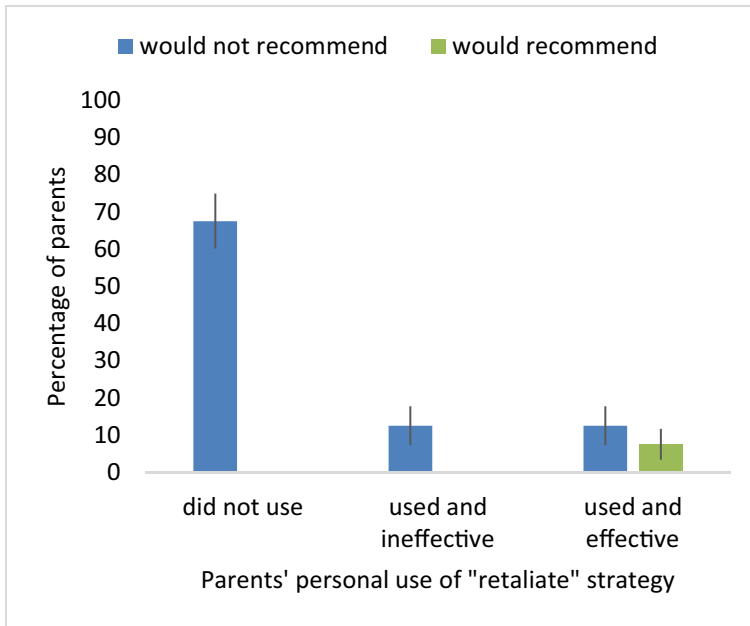 would not recommend would recommend
100
90
80
70
60
50
40
30
20
10
0
Percentage of parents
did not use
used and
ineffective
used and
effective
Parents' personal use of "retaliate" strategy